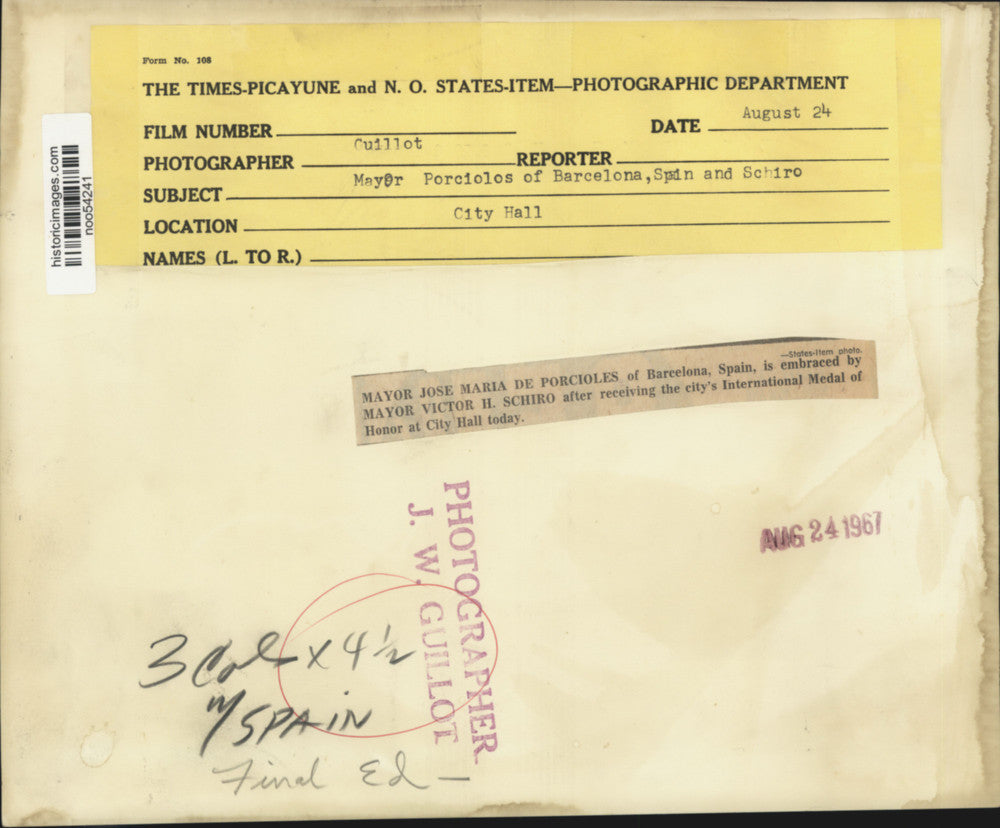 Form No. 108
THE TIMES-PICAYUNE and N. O. STATES-ITEM—PHOTOGRAPHIC DEPARTMENT
FILM NUMBER
DATE August 24
PHOTOGRAPHER Cuillot
REPORTER
SUBJECT Mayor Porciolos of Barcelona,Spin and Schiro
LOCATION City Hall
NAMES (L. TO R.)
historicimages.com
noo54241
—States-Item photo.
MAYOR JOSE MARIA DE PORCIOLES of Barcelona, Spain, is embraced by
MAYOR VICTOR H. SCHIRO after receiving the city's International Medal of
Honor at City Hall today.
PHOTOGRAPHER
J. W. GUILLOT
AUG 24 1967
3 Col x 4 ½
w/ SPAIN
Final Ed —